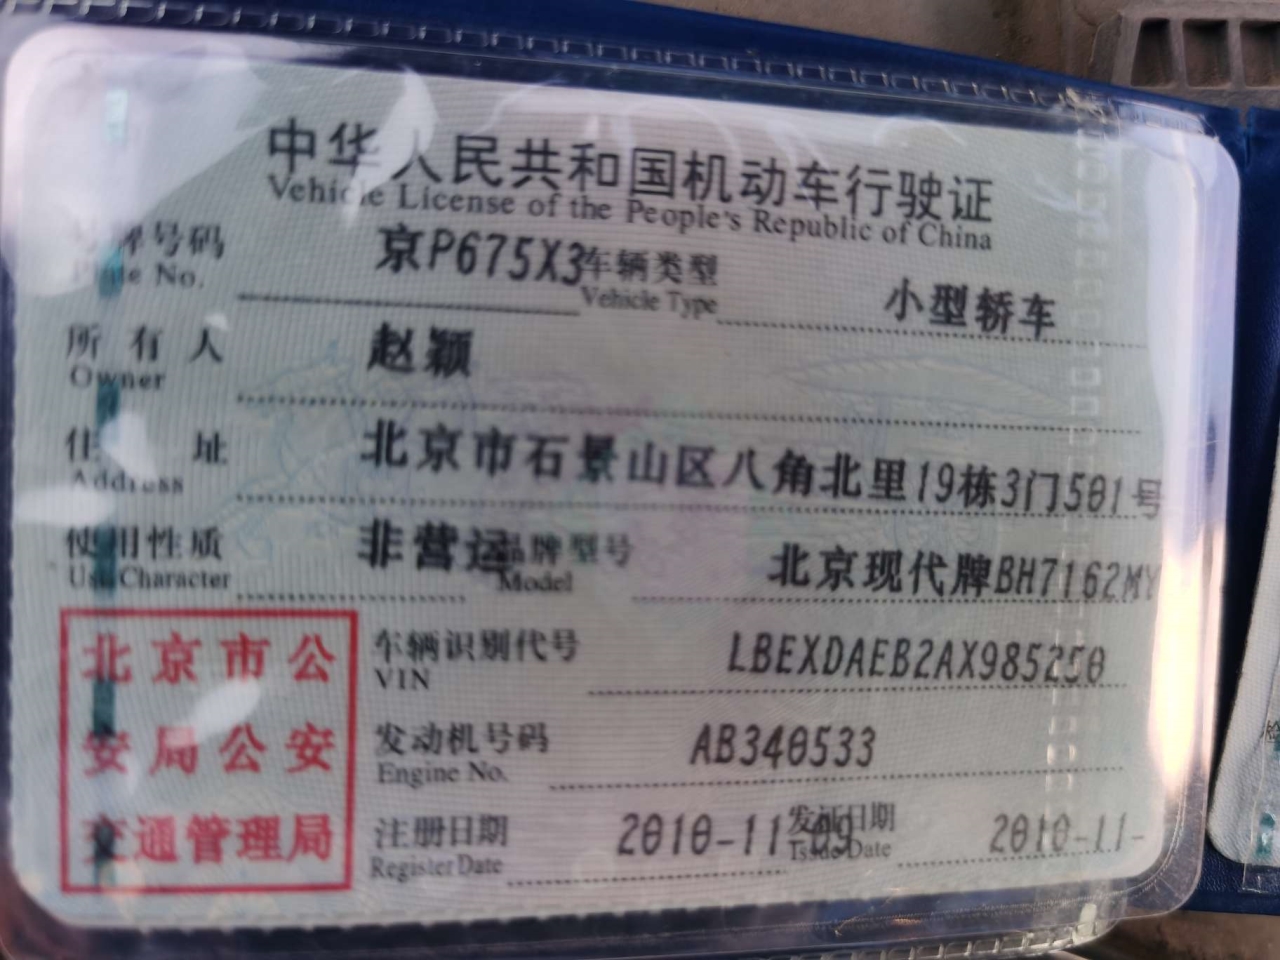 中华人民共和国机动车行驶证
Vehicle License of the People's Republic of China
号牌号码 京P675X3 车辆类型 小型轿车
Plate No. Vehicle Type
所有人 赵颖
Owner
住址 北京市石景山区八角北里19栋3门501号
Address
使用性质 非营运 品牌型号 北京现代牌BH7162MY
Use Character Model
北京市公
安局公安
交通管理局
车辆识别代号 LBEXDAEB2AX985250
VIN
发动机号码 AB340533
Engine No.
注册日期 2010-11-09 发证日期 2010-11-
Register Date Issue Date